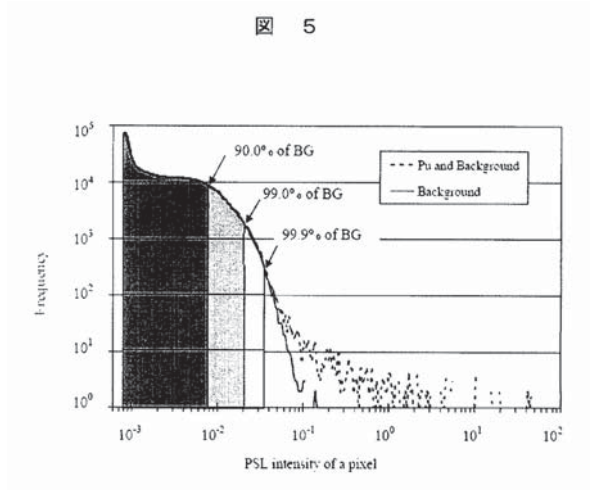 図 5
10^5
10^4
10^3
10^2
10^1
10^0
Frequency
90.0% of BG
99.0% of BG
99.9% of BG
Pu and Background
Background
10^-3
10^-2
10^-1
10^0
10^1
10^2
PSL intensity of a pixel